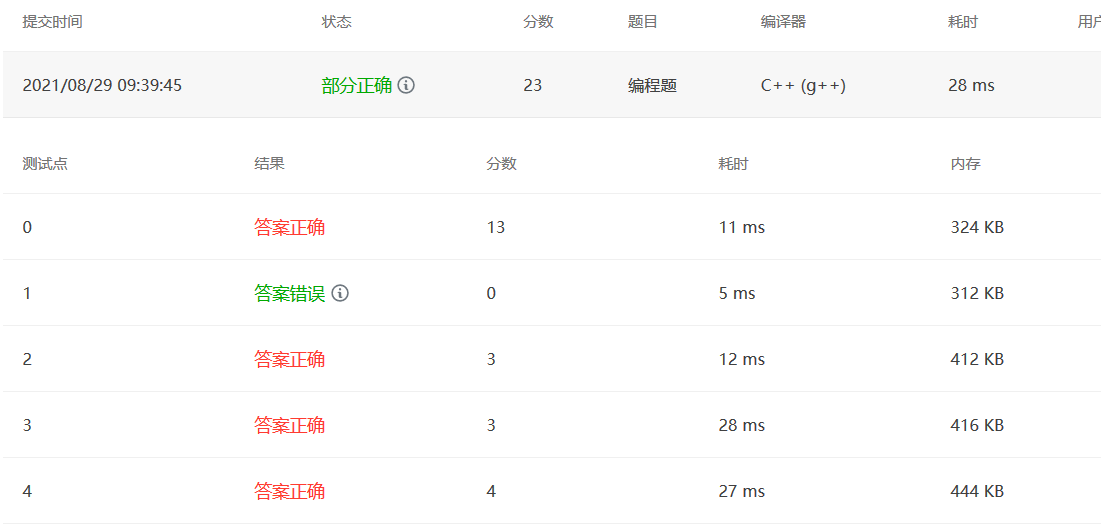 提交时间 状态 分数 题目 编译器 耗时 用户
2021/08/29 09:39:45 部分正确 23 编程题 C++ (g++) 28 ms
测试点 结果 分数 耗时 内存
0 答案正确 13 11 ms 324 KB
1 答案错误 0 5 ms 312 KB
2 答案正确 3 12 ms 412 KB
3 答案正确 3 28 ms 416 KB
4 答案正确 4 27 ms 444 KB